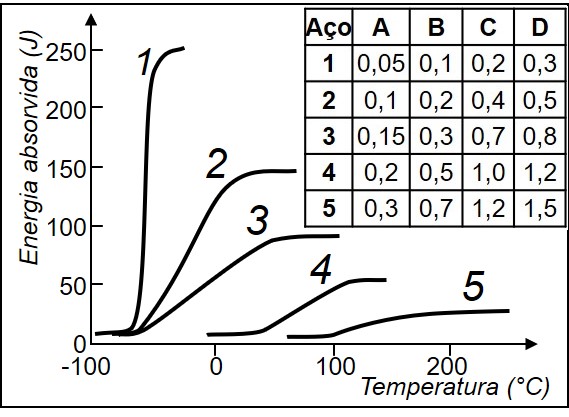 Aço A B C D
1 0,05 0,1 0,2 0,3
2 0,1 0,2 0,4 0,5
3 0,15 0,3 0,7 0,8
4 0,2 0,5 1,0 1,2
5 0,3 0,7 1,2 1,5
Energia absorvida (J)
250
200
150
100
50
0
1
2
3
4
5
-100 0 100 200
Temperatura (°C)